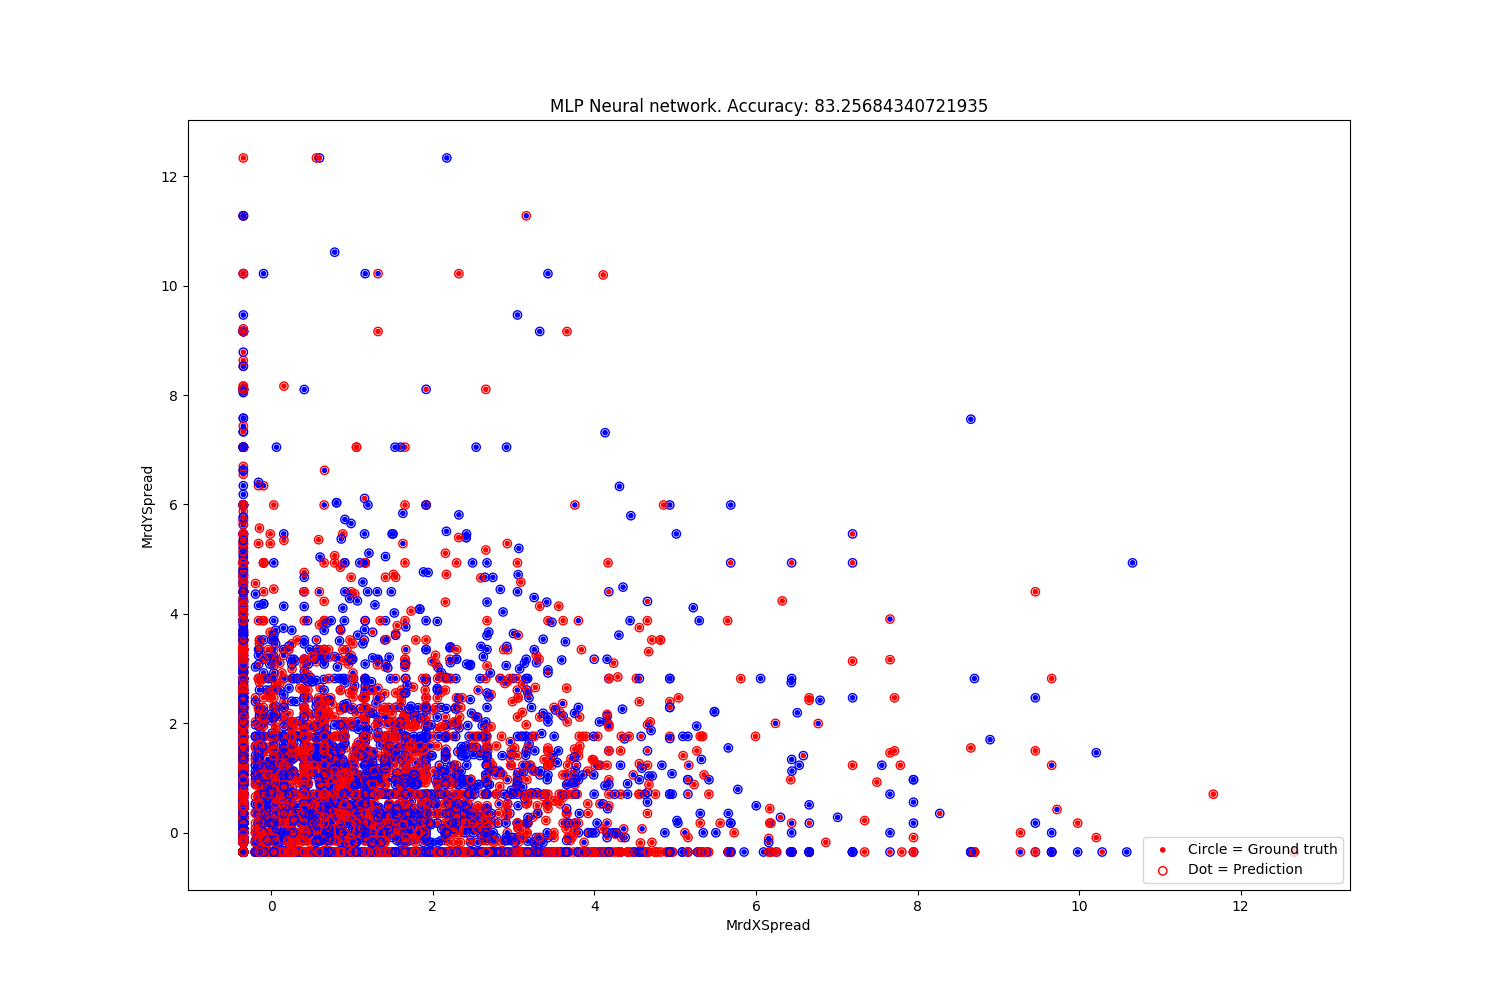 MLP Neural network. Accuracy: 83.25684340721935
12
10
8
6
4
2
0
MrdYSpread
0 2 4 6 8 10 12
MrdXSpread
Circle = Ground truth
Dot = Prediction